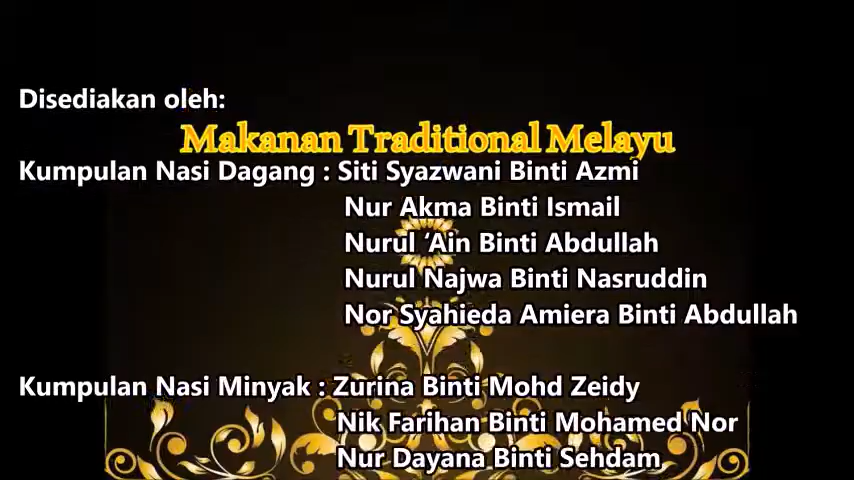 Disediakan oleh:
Makanan Traditional Melayu
Kumpulan Nasi Dagang : Siti Syazwani Binti Azmi
Nur Akma Binti Ismail
Nurul ‘Ain Binti Abdullah
Nurul Najwa Binti Nasruddin
Nor Syahieda Amiera Binti Abdullah
Kumpulan Nasi Minyak : Zurina Binti Mohd Zeidy
Nik Farihan Binti Mohamed Nor
Nur Dayana Binti Sehdam